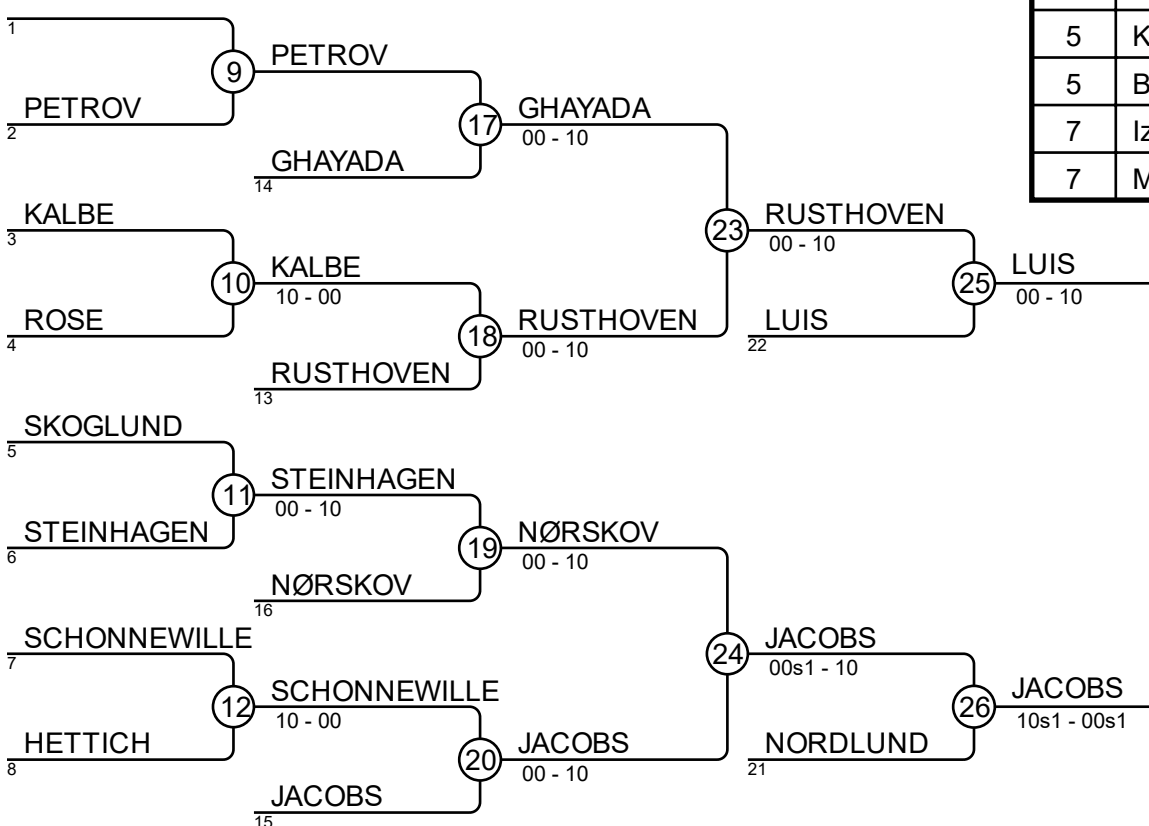 1
9
PETROV
2
PETROV
17
GHAYADA
00 - 10
14
GHAYADA
3
KALBE
10
KALBE
10 - 00
4
ROSE
18
RUSTHOVEN
00 - 10
13
RUSTHOVEN
23
RUSTHOVEN
00 - 10
22
LUIS
25
LUIS
00 - 10
5
SKOGLUND
11
STEINHAGEN
00 - 10
6
STEINHAGEN
19
NØRSKOV
00 - 10
16
NØRSKOV
7
SCHONNEWILLE
12
SCHONNEWILLE
10 - 00
8
HETTICH
20
JACOBS
00 - 10
15
JACOBS
24
JACOBS
00s1 - 10
21
NORDLUND
26
JACOBS
10s1 - 00s1
5 K
5 B
7 Iz
7 M